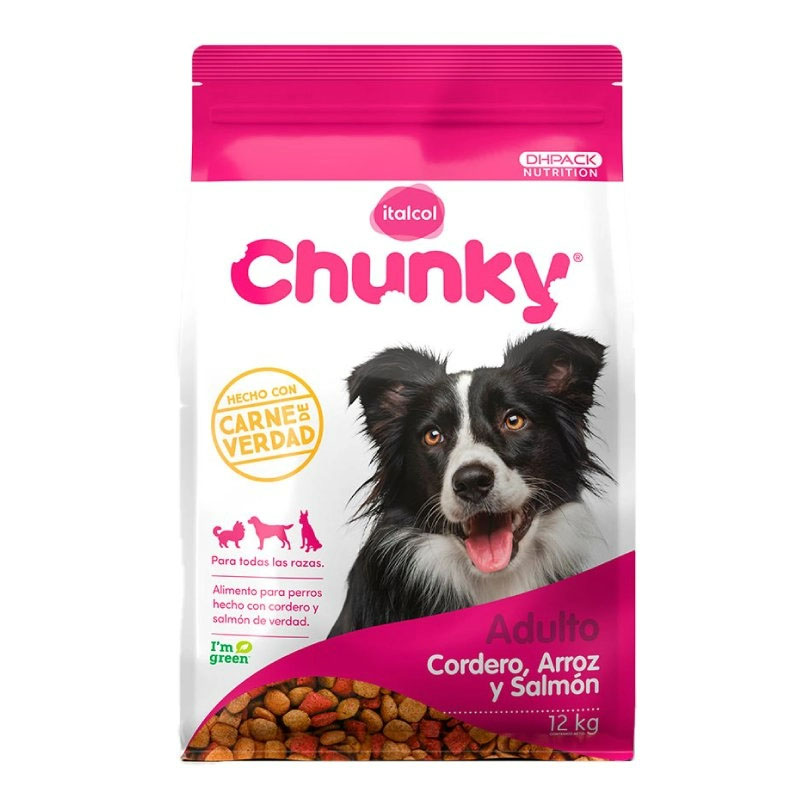 DHPACK
NUTRITION
italcol
Chunky®
HECHO CON
CARNE DE
VERDAD
Para todas las razas.
Alimento para perros
hecho con cordero y
salmón de verdad.
I'm
green
Adulto
Cordero, Arroz
y Salmón
12 kg